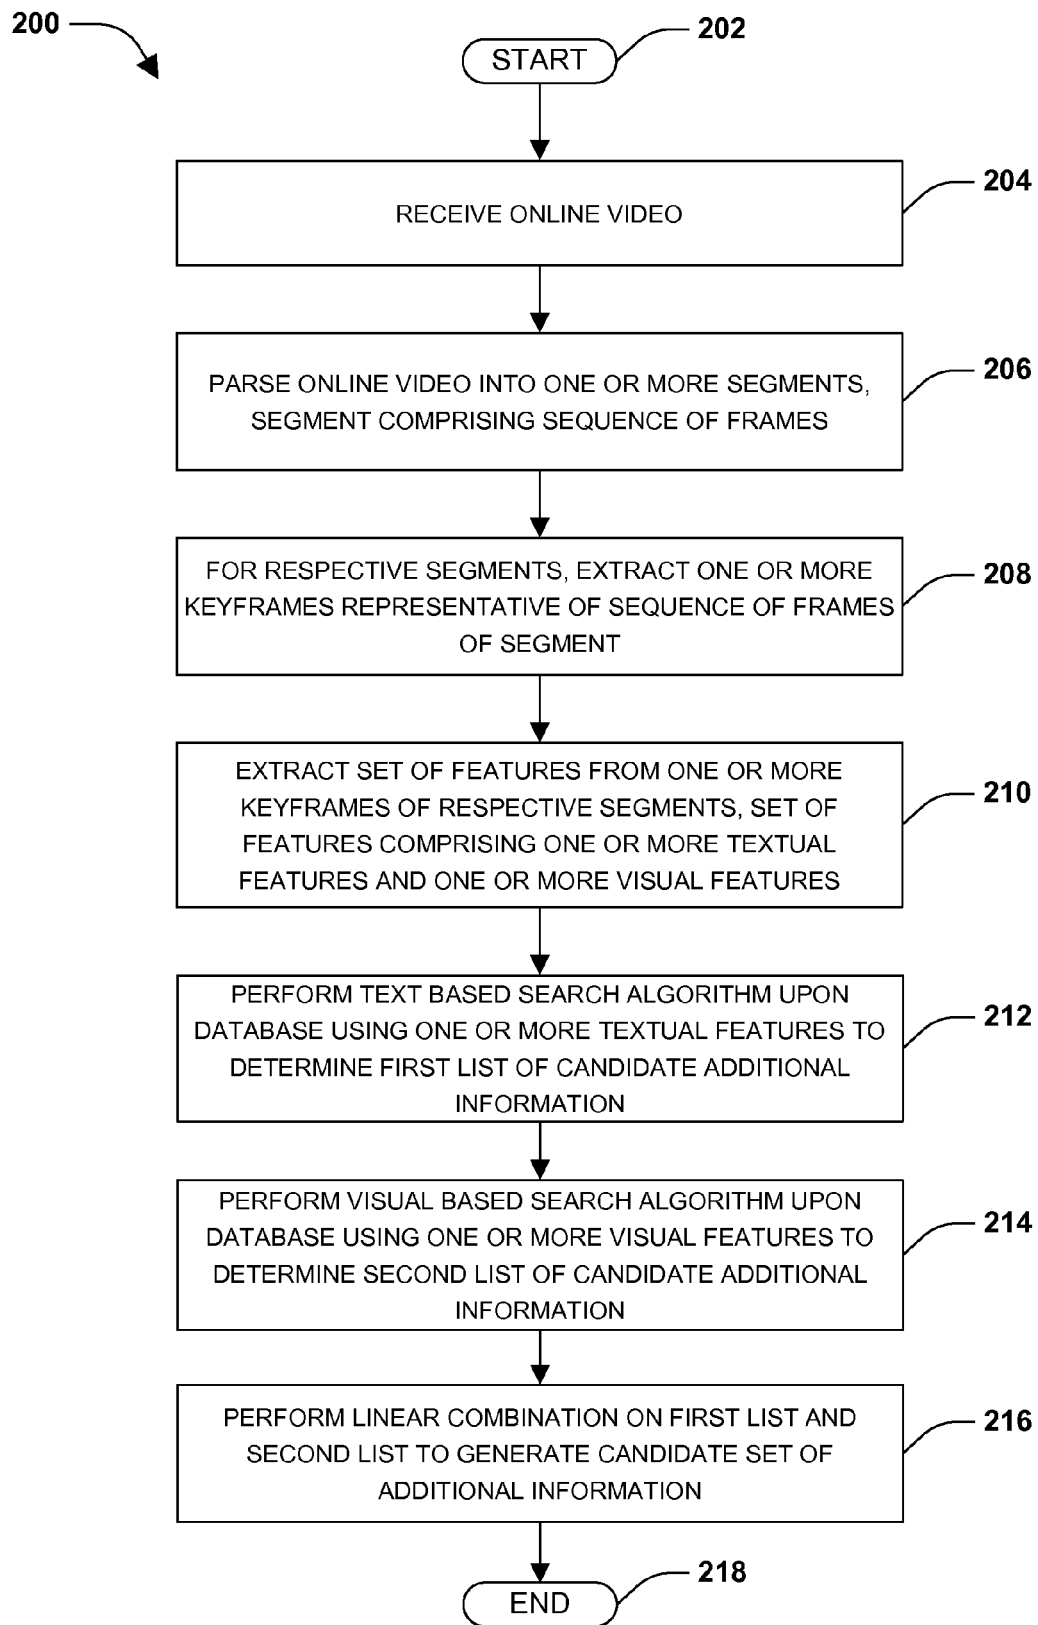 200
202
START
204
RECEIVE ONLINE VIDEO
206
PARSE ONLINE VIDEO INTO ONE OR MORE SEGMENTS,
SEGMENT COMPRISING SEQUENCE OF FRAMES
208
FOR RESPECTIVE SEGMENTS, EXTRACT ONE OR MORE
KEYFRAMES REPRESENTATIVE OF SEQUENCE OF FRAMES
OF SEGMENT
210
EXTRACT SET OF FEATURES FROM ONE OR MORE
KEYFRAMES OF RESPECTIVE SEGMENTS, SET OF
FEATURES COMPRISING ONE OR MORE TEXTUAL
FEATURES AND ONE OR MORE VISUAL FEATURES
212
PERFORM TEXT BASED SEARCH ALGORITHM UPON
DATABASE USING ONE OR MORE TEXTUAL FEATURES TO
DETERMINE FIRST LIST OF CANDIDATE ADDITIONAL
INFORMATION
214
PERFORM VISUAL BASED SEARCH ALGORITHM UPON
DATABASE USING ONE OR MORE VISUAL FEATURES TO
DETERMINE SECOND LIST OF CANDIDATE ADDITIONAL
INFORMATION
216
PERFORM LINEAR COMBINATION ON FIRST LIST AND
SECOND LIST TO GENERATE CANDIDATE SET OF
ADDITIONAL INFORMATION
218
END